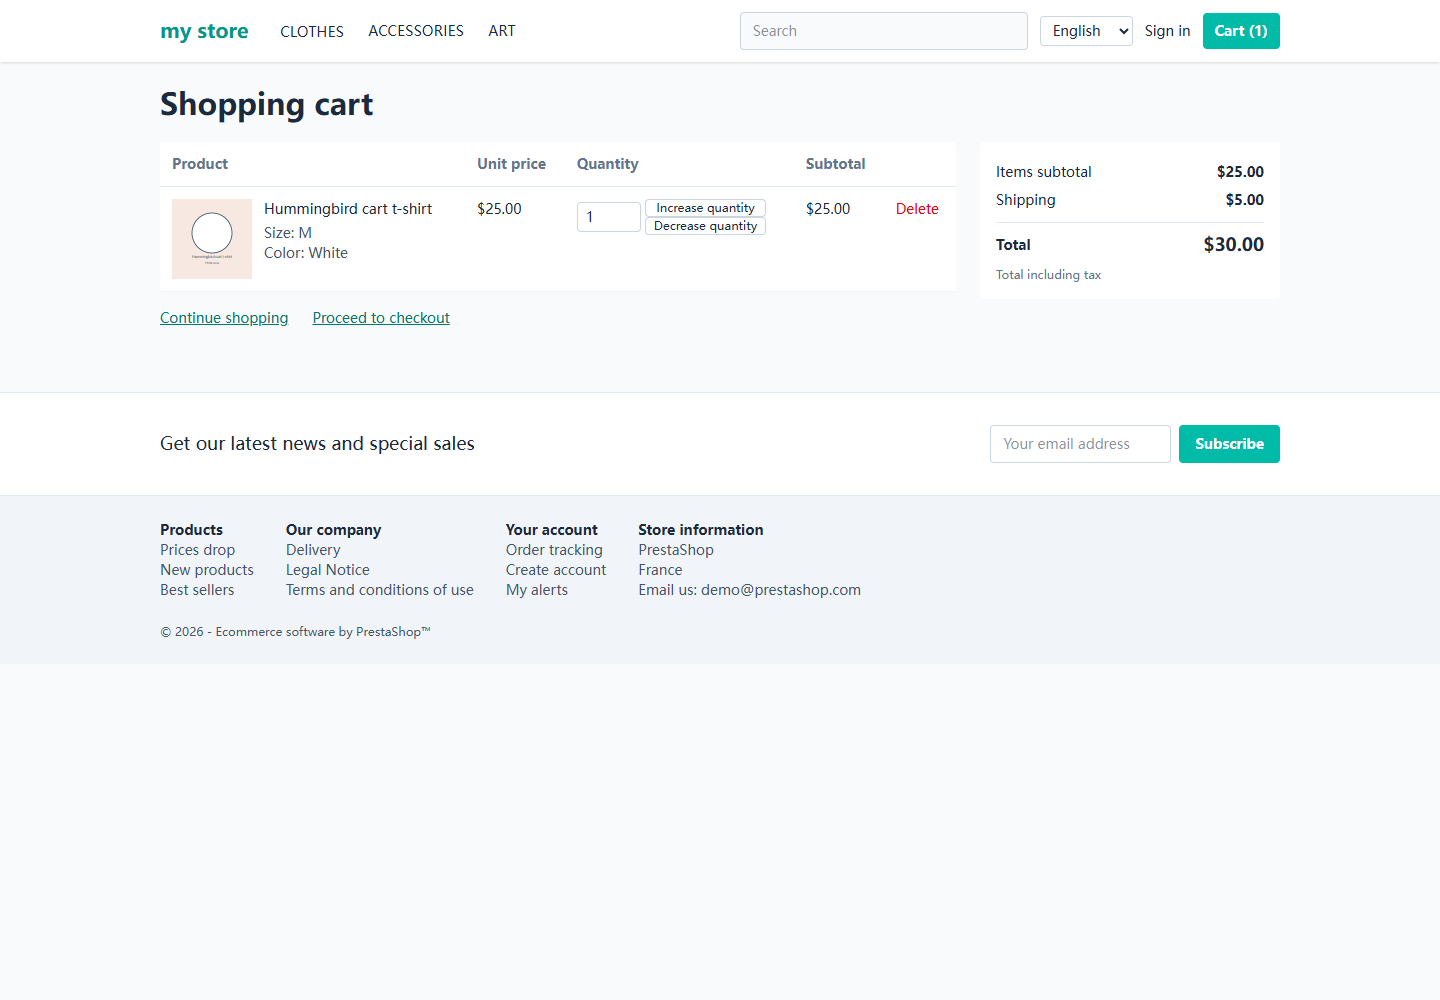 my store
CLOTHES
ACCESSORIES
ART
Search
English
Sign in
Cart (1)
Shopping cart
Product
Unit price
Quantity
Subtotal
Hummingbird cart t-shirt
Size: M
Color: White
$25.00
1
Increase quantity
Decrease quantity
$25.00
Delete
Items subtotal
$25.00
Shipping
$5.00
Total
$30.00
Total including tax
Continue shopping
Proceed to checkout
Get our latest news and special sales
Your email address
Subscribe
Products
Prices drop
New products
Best sellers
Our company
Delivery
Legal Notice
Terms and conditions of use
Your account
Order tracking
Create account
My alerts
Store information
PrestaShop
France
Email us: demo@prestashop.com
© 2026 - Ecommerce software by PrestaShop™